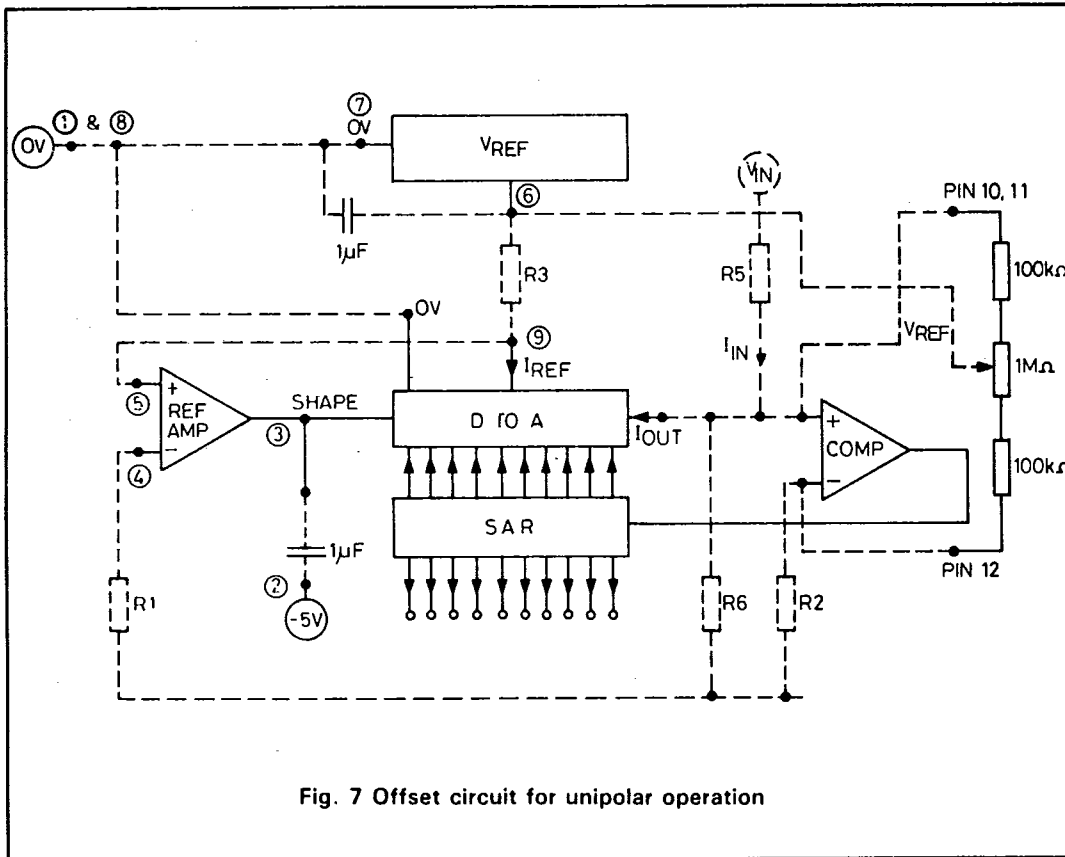 ① & ⑧
0V
⑦
0V
VREF
⑥
1µF
R3
VIN
R5
IIN
PIN 10, 11
100kΩ
VREF
1MΩ
100kΩ
PIN 12
0V
⑨
IREF
⑤
+
REF
AMP
④
−
SHAPE
③
D TO A
IOUT
+
COMP
−
SAR
1µF
②
-5V
R1
R6
R2
Fig. 7 Offset circuit for unipolar operation